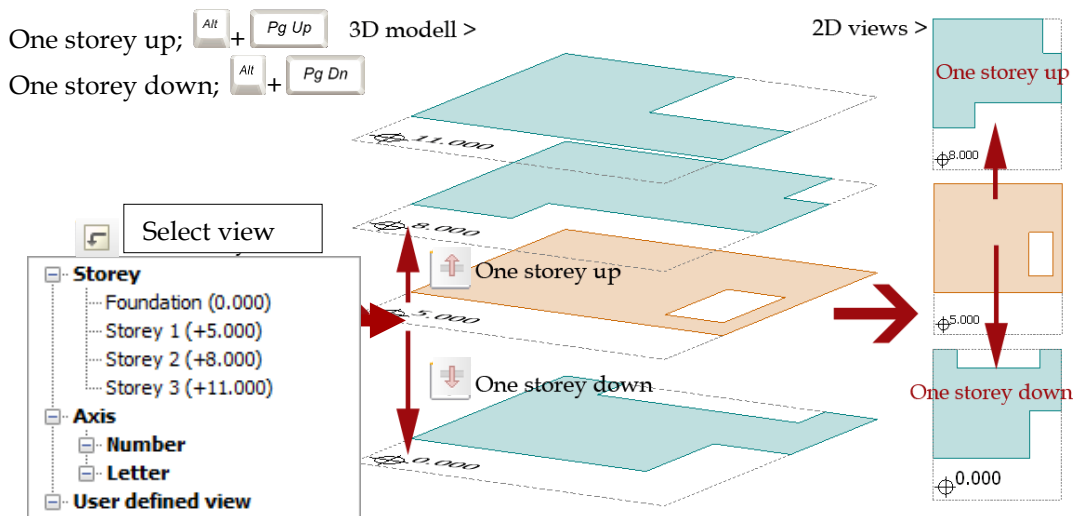 One storey up; Alt + Pg Up
One storey down; Alt + Pg Dn
3D modell >
2D views >
11.000
8.000
One storey up
5.000
One storey down
0.000
Select view
Storey
Foundation (0.000)
Storey 1 (+5.000)
Storey 2 (+8.000)
Storey 3 (+11.000)
Axis
Number
Letter
User defined view
One storey up
8.000
5.000
One storey down
0.000